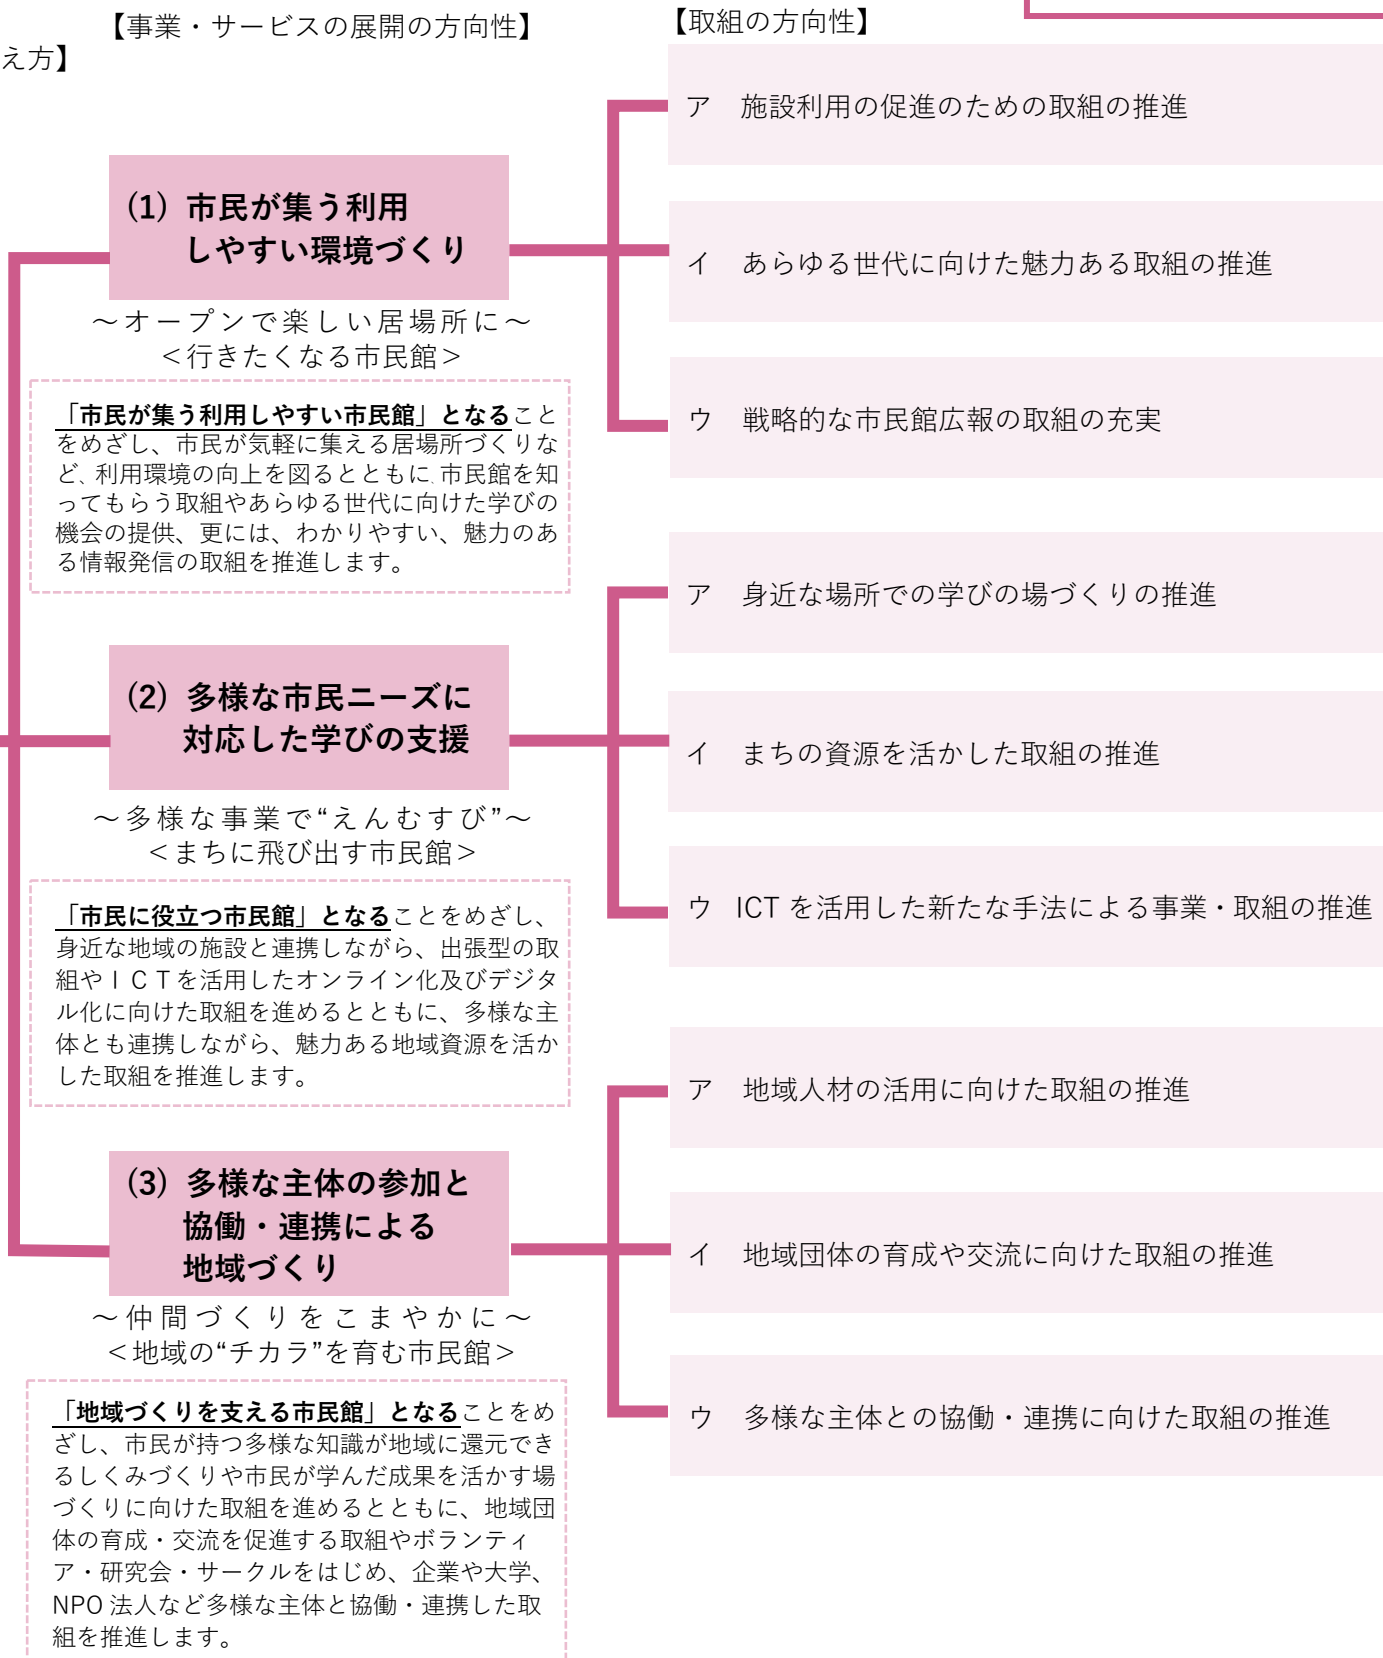 【事業・サービスの展開の方向性】
【取組の方向性】
え方】
(1) 市民が集う利用
しやすい環境づくり
～オープンで楽しい居場所に～
＜行きたくなる市民館＞
「市民が集う利用しやすい市民館」となること
をめざし、市民が気軽に集える居場所づくりな
ど、利用環境の向上を図るとともに、市民館を知
ってもらう取組やあらゆる世代に向けた学びの
機会の提供、更には、わかりやすい、魅力のあ
る情報発信の取組を推進します。
ア　施設利用の促進のための取組の推進
イ　あらゆる世代に向けた魅力ある取組の推進
ウ　戦略的な市民館広報の取組の充実
(2) 多様な市民ニーズに
対応した学びの支援
～多様な事業で“えんむすび”～
＜まちに飛び出す市民館＞
「市民に役立つ市民館」となることをめざし、
身近な地域の施設と連携しながら、出張型の取
組やＩＣＴを活用したオンライン化及びデジタ
ル化に向けた取組を進めるとともに、多様な主
体とも連携しながら、魅力ある地域資源を活か
した取組を推進します。
ア　身近な場所での学びの場づくりの推進
イ　まちの資源を活かした取組の推進
ウ　ICT を活用した新たな手法による事業・取組の推進
(3) 多様な主体の参加と
協働・連携による
地域づくり
～仲間づくりをこまやかに～
＜地域の“チカラ”を育む市民館＞
「地域づくりを支える市民館」となることをめ
ざし、市民が持つ多様な知識が地域に還元でき
るしくみづくりや市民が学んだ成果を活かす場
づくりに向けた取組を進めるとともに、地域団
体の育成・交流を促進する取組やボランティ
ア・研究会・サークルをはじめ、企業や大学、
NPO 法人など多様な主体と協働・連携した取
組を推進します。
ア　地域人材の活用に向けた取組の推進
イ　地域団体の育成や交流に向けた取組の推進
ウ　多様な主体との協働・連携に向けた取組の推進